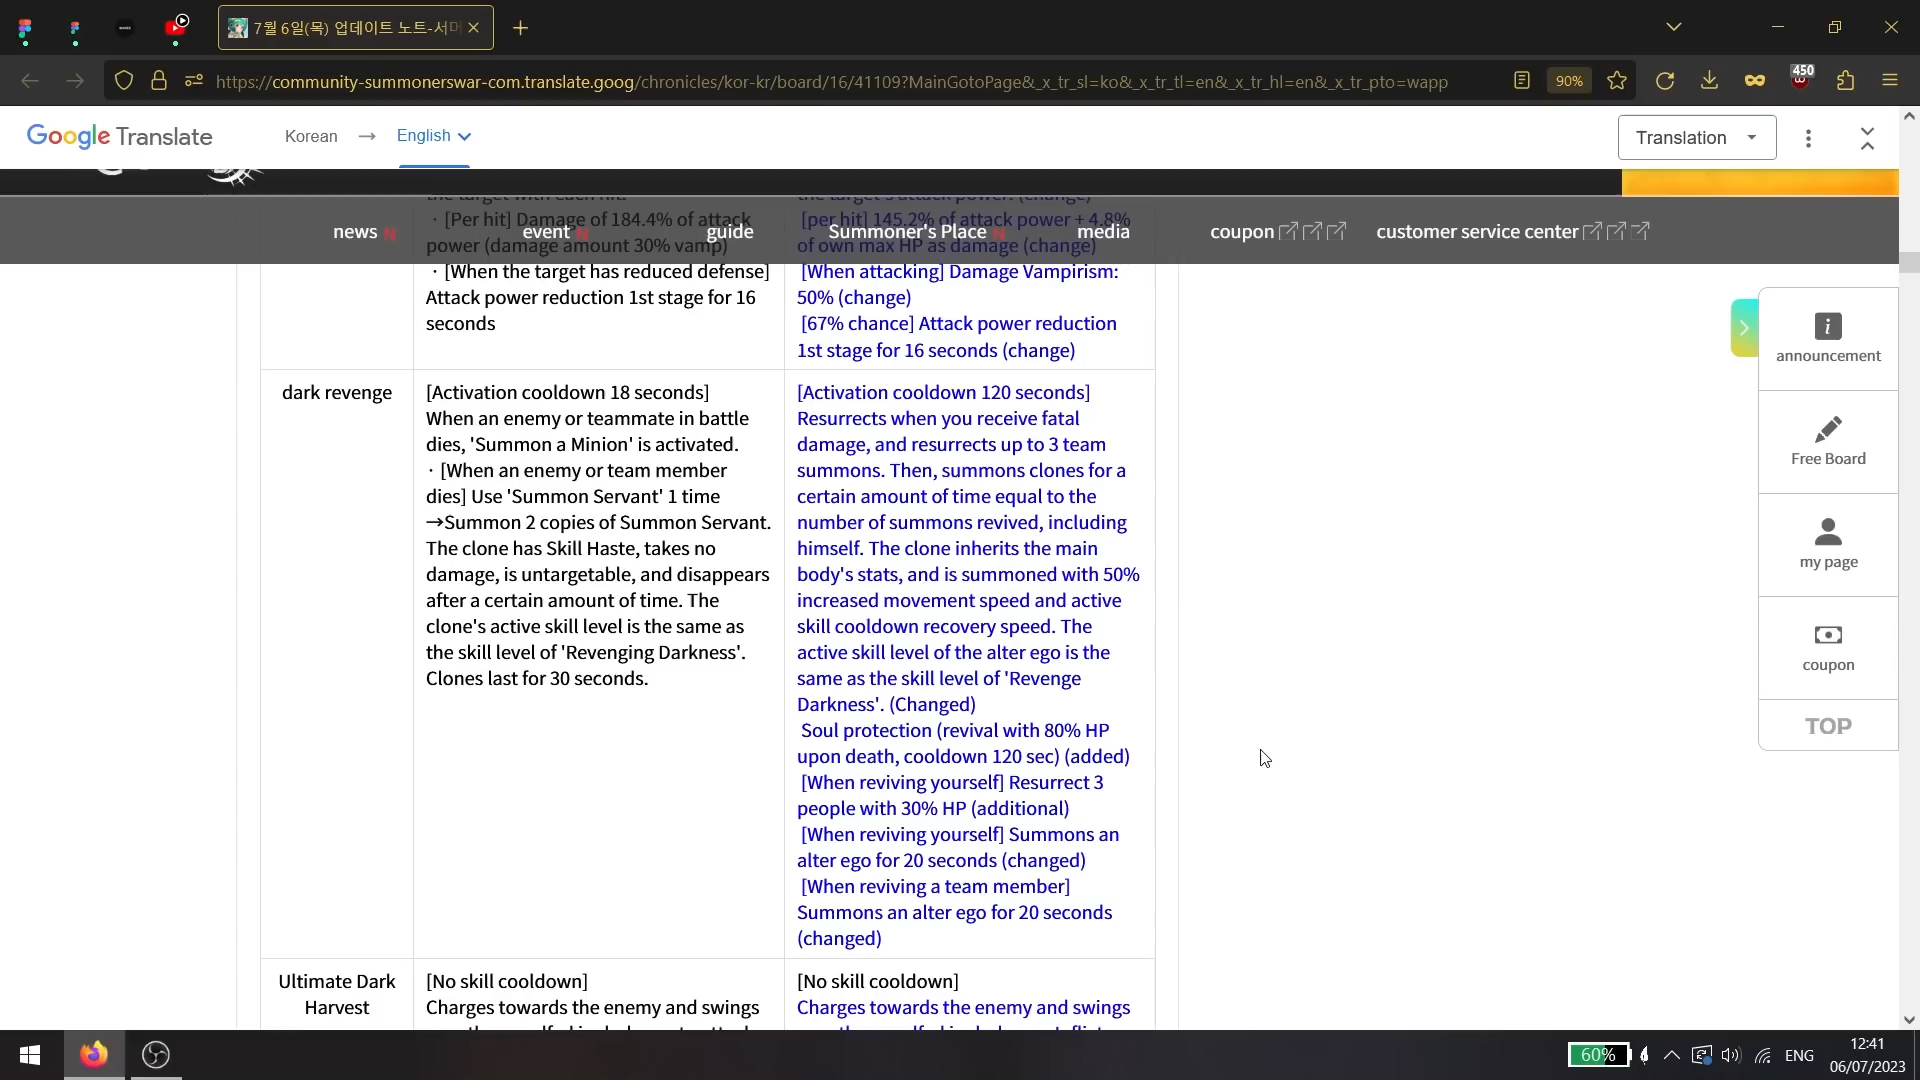 7월 6일(목) 업데이트 노트-서머
https://community-summonerswar-com.translate.goog/chronicles/kor-kr/board/16/41109?MainGotoPage&_x_tr_sl=ko&_x_tr_tl=en&_x_tr_hl=en&_x_tr_pto=wapp
90%
450
Google Translate
Korean → English
Translation
news N
event N
guide
Summoner's Place N
media
coupon
customer service center
the target with each hit.
· [Per hit] Damage of 184.4% of attack
power (damage amount 30% vamp)
· [When the target has reduced defense]
Attack power reduction 1st stage for 16
seconds
the target's attack power. (change)
[per hit] 145.2% of attack power + 4.8%
of own max HP as damage (change)
[When attacking] Damage Vampirism:
50% (change)
[67% chance] Attack power reduction
1st stage for 16 seconds (change)
dark revenge
[Activation cooldown 18 seconds]
When an enemy or teammate in battle
dies, 'Summon a Minion' is activated.
· [When an enemy or team member
dies] Use 'Summon Servant' 1 time
→Summon 2 copies of Summon Servant.
The clone has Skill Haste, takes no
damage, is untargetable, and disappears
after a certain amount of time. The
clone's active skill level is the same as
the skill level of 'Revenging Darkness'.
Clones last for 30 seconds.
[Activation cooldown 120 seconds]
Resurrects when you receive fatal
damage, and resurrects up to 3 team
summons. Then, summons clones for a
certain amount of time equal to the
number of summons revived, including
himself. The clone inherits the main
body's stats, and is summoned with 50%
increased movement speed and active
skill cooldown recovery speed. The
active skill level of the alter ego is the
same as the skill level of 'Revenge
Darkness'. (Changed)
Soul protection (revival with 80% HP
upon death, cooldown 120 sec) (added)
[When reviving yourself] Resurrect 3
people with 30% HP (additional)
[When reviving yourself] Summons an
alter ego for 20 seconds (changed)
[When reviving a team member]
Summons an alter ego for 20 seconds
(changed)
Ultimate Dark
Harvest
[No skill cooldown]
Charges towards the enemy and swings
[No skill cooldown]
Charges towards the enemy and swings
announcement
Free Board
my page
coupon
TOP
60%
ENG
12:41
06/07/2023